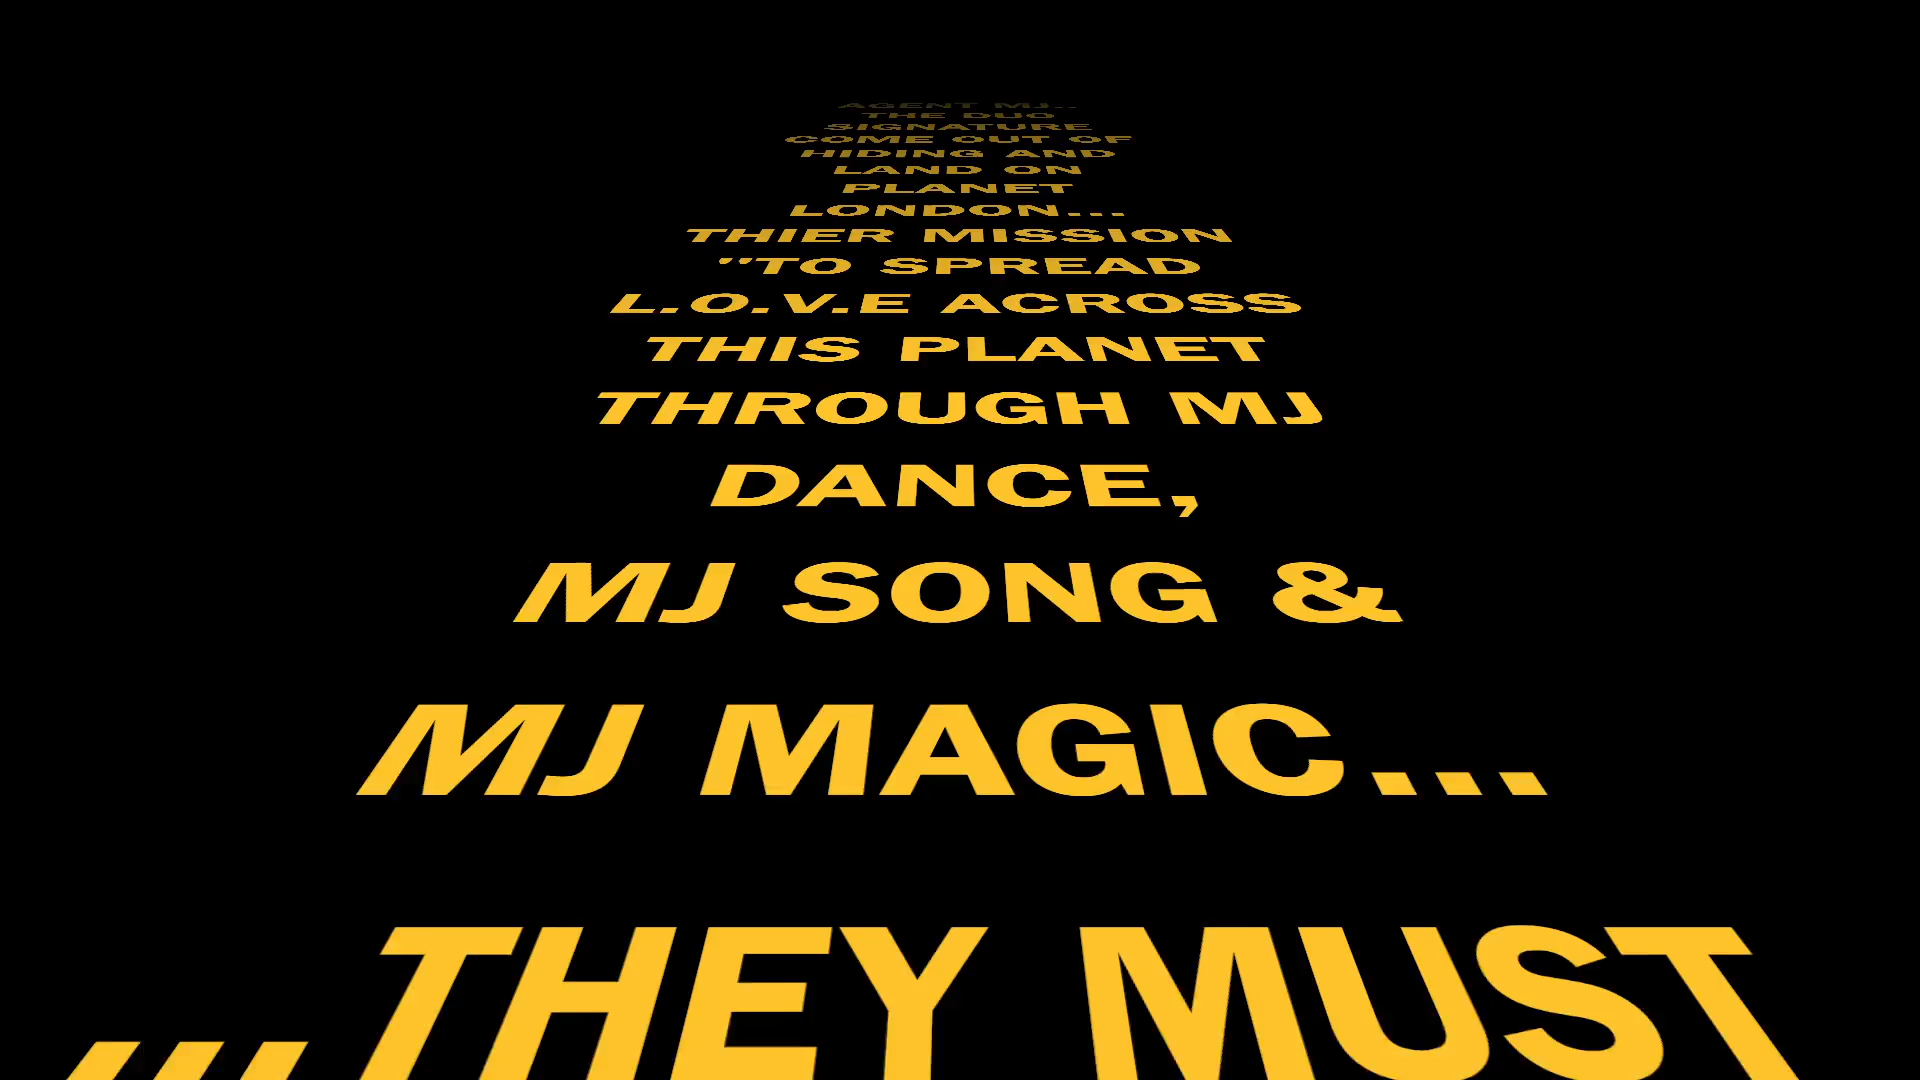 AGENT MJ..
THE DUO
SIGNATURE
COME OUT OF
HIDING AND
LAND ON
PLANET
LONDON...
THIER MISSION
"TO SPREAD
L.O.V.E ACROSS
THIS PLANET
THROUGH MJ
DANCE,
MJ SONG &
MJ MAGIC...
...THEY MUST